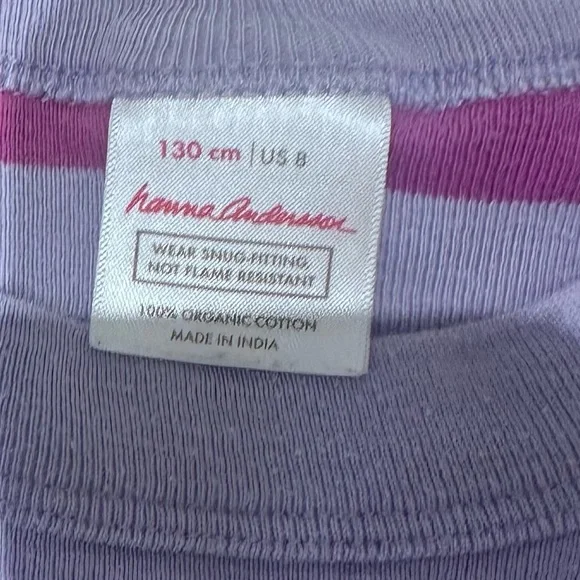 130 cm | US 8
hanna Andersson
WEAR SNUG-FITTING
NOT FLAME RESISTANT
100% ORGANIC COTTON
MADE IN INDIA